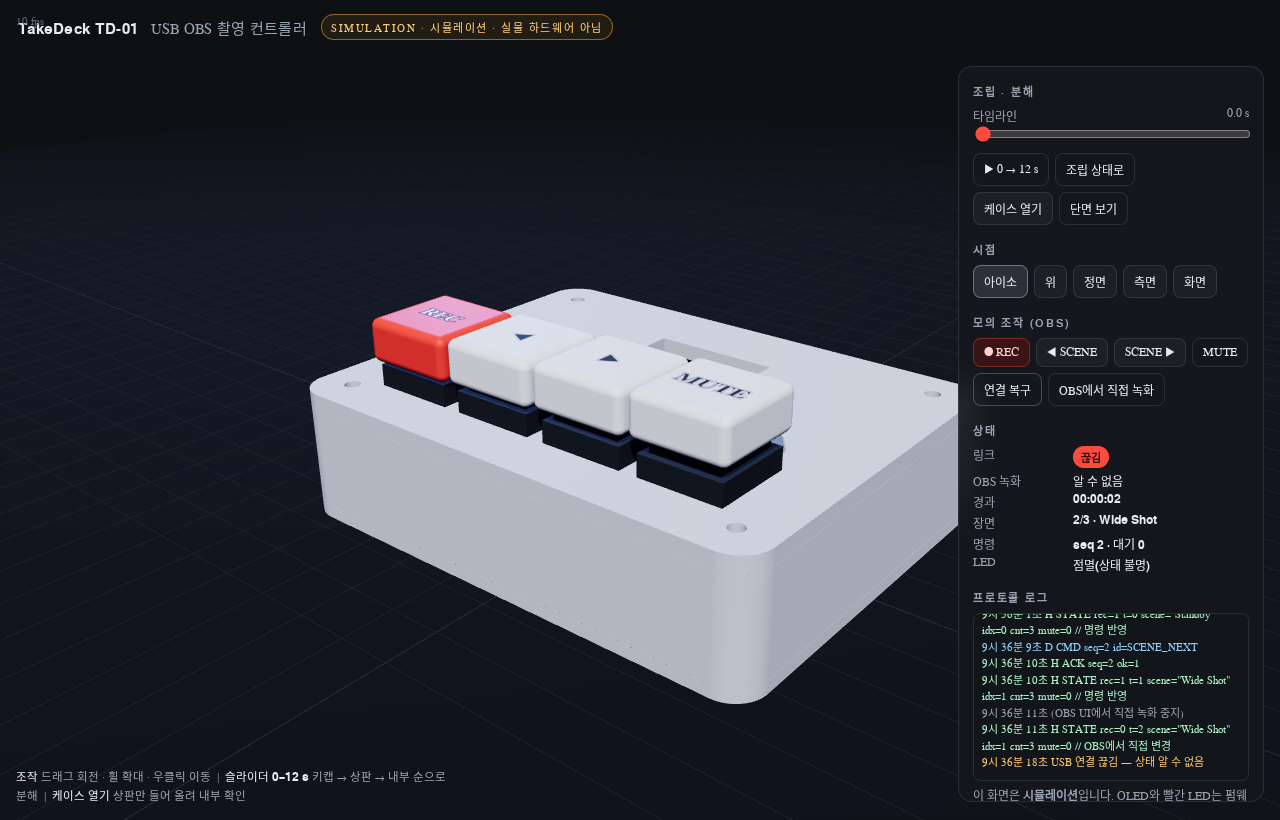 10 fps
TakeDeck TD-01 USB OBS 촬영 컨트롤러 SIMULATION · 시뮬레이션 · 실물 하드웨어 아님
조립 · 분해
타임라인 0.0 s
▶ 0 → 12 s 조립 상태로
케이스 열기 단면 보기
시점
아이소 위 정면 측면 화면
모의 조작 (OBS)
● REC ◀ SCENE SCENE ▶ MUTE
연결 복구 OBS에서 직접 녹화
상태
링크 끊김
OBS 녹화 알 수 없음
경과 00:00:02
장면 2/3 · Wide Shot
명령 seq 2 · 대기 0
LED 점멸(상태 불명)
프로토콜 로그
9시 36분 1초 H STATE rec=1 t=0 scene="Standby"
idx=0 cnt=3 mute=0 // 명령 반영
9시 36분 9초 D CMD seq=2 id=SCENE_NEXT
9시 36분 10초 H ACK seq=2 ok=1
9시 36분 10초 H STATE rec=1 t=1 scene="Wide Shot"
idx=1 cnt=3 mute=0 // 명령 반영
9시 36분 11초 (OBS UI에서 직접 녹화 중지)
9시 36분 11초 H STATE rec=0 t=2 scene="Wide Shot"
idx=1 cnt=3 mute=0 // OBS에서 직접 변경
9시 36분 18초 USB 연결 끊김 — 상태 알 수 없음
이 화면은 시뮬레이션입니다. OLED와 빨간 LED는 펌웨
REC
◀
▶
MUTE
조작 드래그 회전 · 휠 확대 · 우클릭 이동 | 슬라이더 0–12 s 키캡 → 상판 → 내부 순으로
분해 | 케이스 열기 상판만 들어 올려 내부 확인